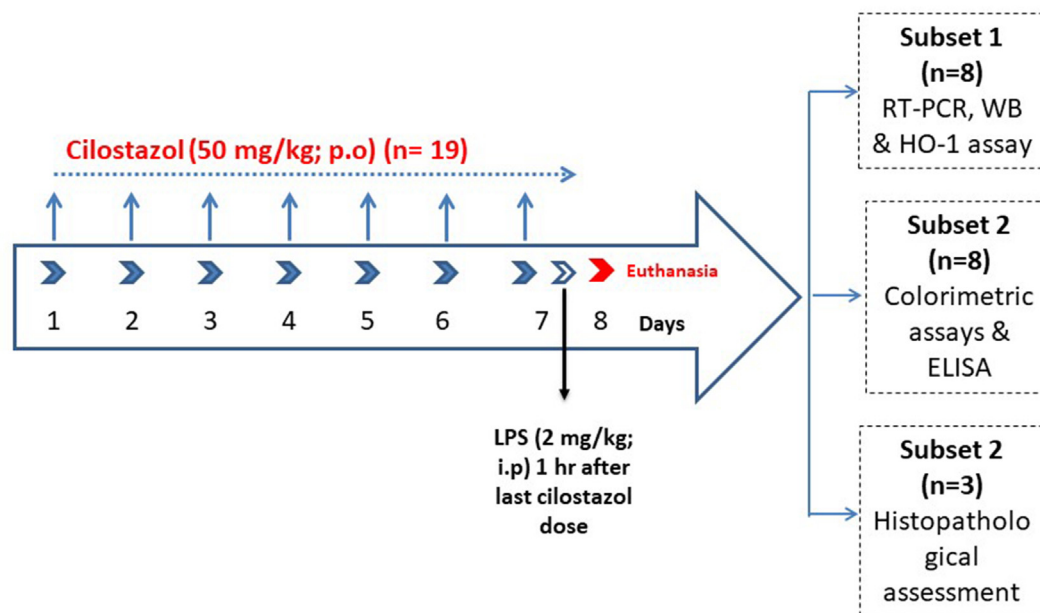 Cilostazol (50 mg/kg; p.o) (n= 19)
Euthanasia
1 2 3 4 5 6 7 8 Days
LPS (2 mg/kg;
i.p) 1 hr after
last cilostazol
dose
Subset 1
(n=8)
RT-PCR, WB
& HO-1 assay
Subset 2
(n=8)
Colorimetric
assays &
ELISA
Subset 2
(n=3)
Histopatholo
gical
assessment